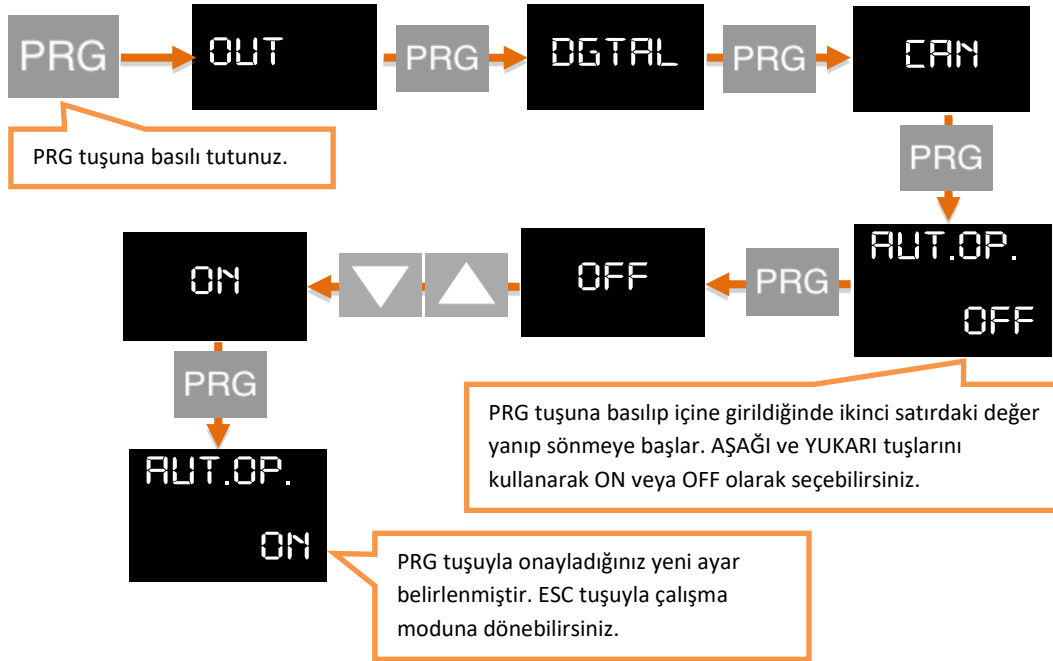 PRG
OUT
PRG
DGTAL
PRG
CAN
PRG tuşuna basılı tutunuz.
PRG
AUT.OP.
OFF
PRG
OFF
ON
PRG
PRG tuşuna basılıp içine girildiğinde ikinci satırdaki değer
yanıp sönmeye başlar. AŞAĞI ve YUKARI tuşlarını
kullanarak ON veya OFF olarak seçebilirsiniz.
AUT.OP.
ON
PRG tuşuyla onayladığınız yeni ayar
belirlenmiştir. ESC tuşuyla çalışma
moduna dönebilirsiniz.